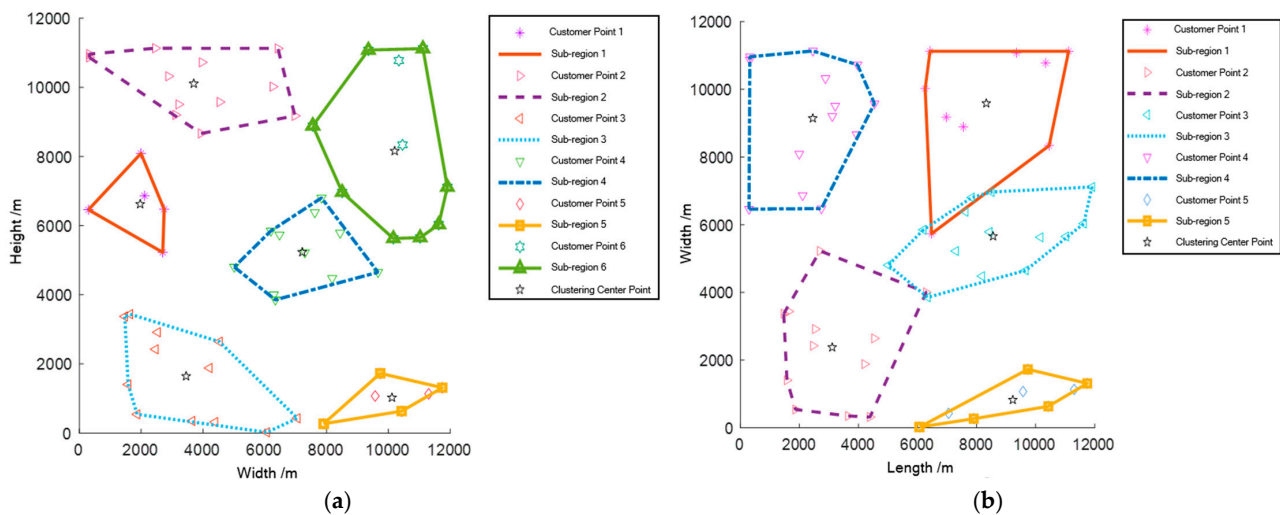 12000
10000
8000
6000
4000
2000
0
Height /m
0 2000 4000 6000 8000 10000 12000
Width /m
Customer Point 1
Sub-region 1
Customer Point 2
Sub-region 2
Customer Point 3
Sub-region 3
Customer Point 4
Sub-region 4
Customer Point 5
Sub-region 5
Customer Point 6
Sub-region 6
Clustering Center Point
(a)
12000
10000
8000
6000
4000
2000
0
Width /m
0 2000 4000 6000 8000 10000 12000
Length /m
Customer Point 1
Sub-region 1
Customer Point 2
Sub-region 2
Customer Point 3
Sub-region 3
Customer Point 4
Sub-region 4
Customer Point 5
Sub-region 5
Clustering Center Point
(b)